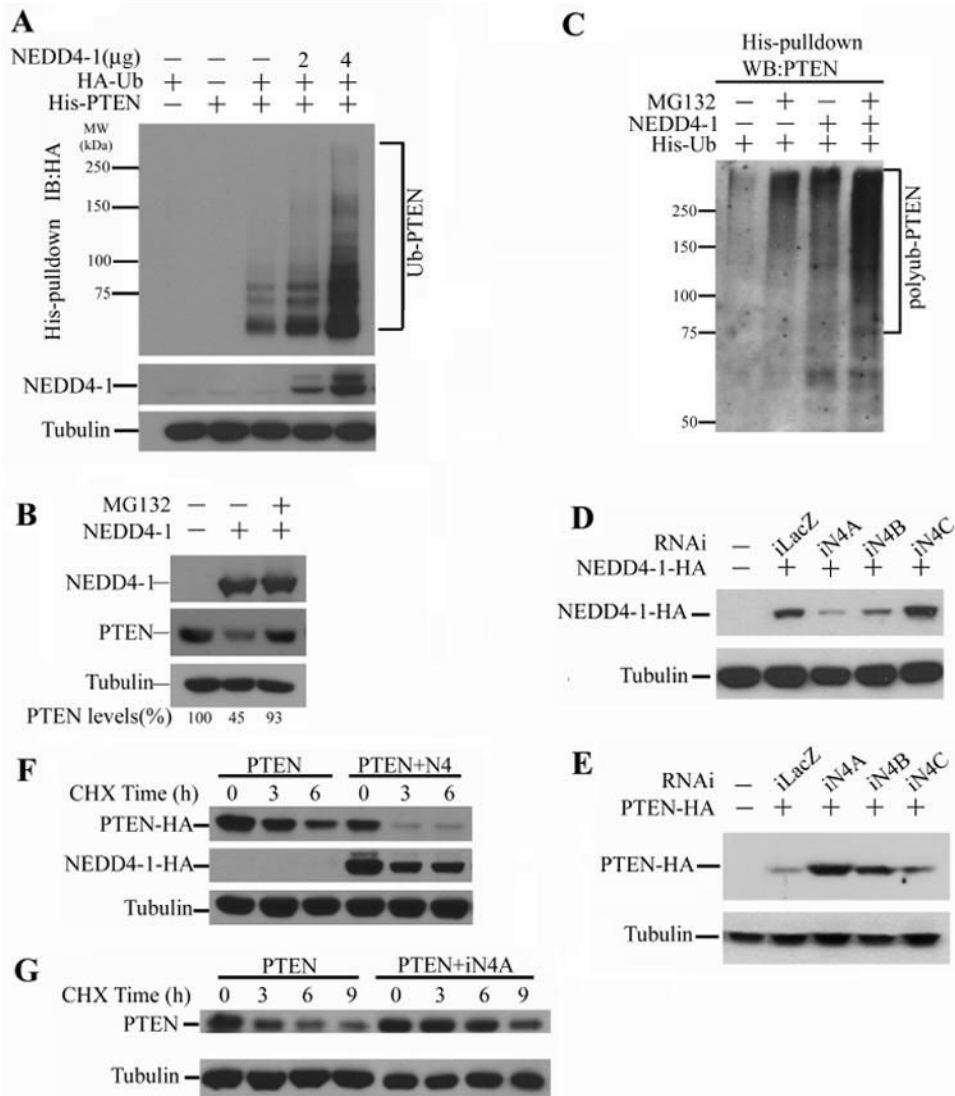 A
NEDD4-1(µg) — — — 2 4
HA-Ub + — + + +
His-PTEN — + + + +
MW
(kDa)
250
150
100
75
His-pulldown IB:HA
Ub-PTEN
NEDD4-1
Tubulin
C
His-pulldown
WB:PTEN
MG132 — + — +
NEDD4-1 — — + +
His-Ub + + + +
250
150
100
75
50
polyub-PTEN
B
MG132 — — +
NEDD4-1 — + +
NEDD4-1
PTEN
Tubulin
PTEN levels(%) 100 45 93
D
RNAi — iLacZ iN4A iN4B iN4C
NEDD4-1-HA — + + + +
NEDD4-1-HA
Tubulin
E
RNAi — iLacZ iN4A iN4B iN4C
PTEN-HA — + + + +
PTEN-HA
Tubulin
F
PTEN PTEN+N4
CHX Time (h) 0 3 6 0 3 6
PTEN-HA
NEDD4-1-HA
Tubulin
G
PTEN PTEN+iN4A
CHX Time (h) 0 3 6 9 0 3 6 9
PTEN
Tubulin